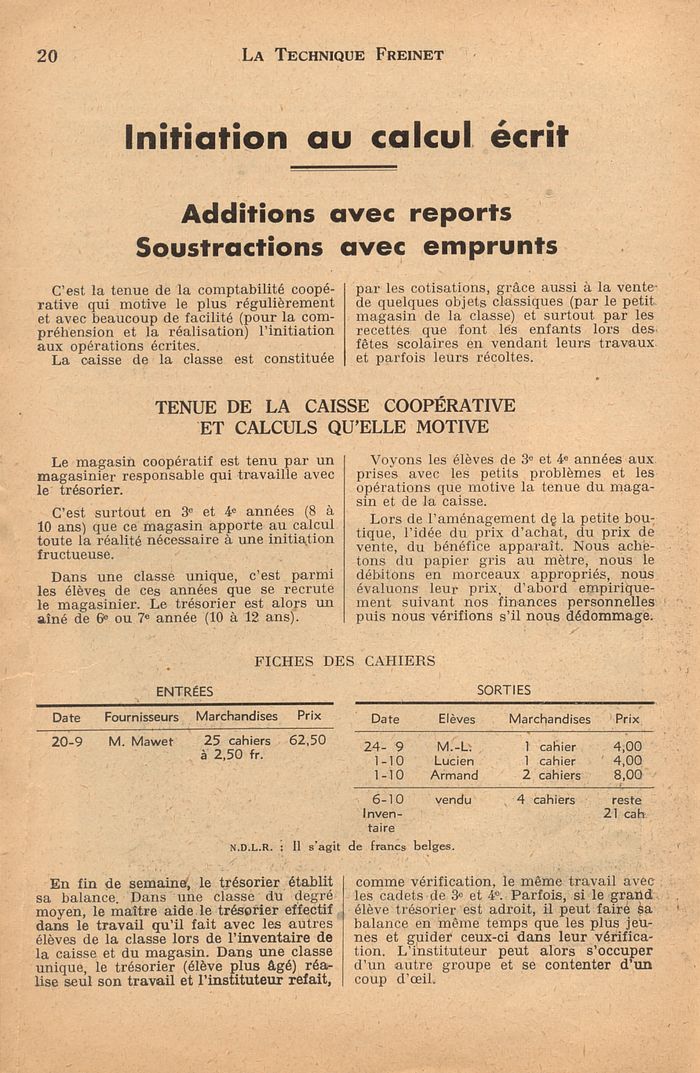 20
LA TECHNIQUE FREINET
Initiation au calcul écrit
Additions avec reports
Soustractions avec emprunts
C'est la tenue de la comptabilité coopé-
rative qui motive le plus régulièrement
et avec beaucoup de facilité (pour la com-
préhension et la réalisation) l'initiation
aux opérations écrites.
La caisse de la classe est constituée
par les cotisations, grâce aussi à la vente
de quelques objets classiques (par le petit
magasin de la classe) et surtout par les
recettes que font les enfants lors des
fêtes scolaires en vendant leurs travaux
et parfois leurs récoltes.
TENUE DE LA CAISSE COOPÉRATIVE
ET CALCULS QU'ELLE MOTIVE
Le magasin coopératif est tenu par un
magasinier responsable qui travaille avec
le trésorier.
C'est surtout en 3e et 4e années (8 à
10 ans) que ce magasin apporte au calcul
toute la réalité nécessaire à une initiation
fructueuse.
Dans une classe unique, c'est parmi
les élèves de ces années que se recrute
le magasinier. Le trésorier est alors un
aîné de 6e ou 7e année (10 à 12 ans).
Voyons les élèves de 3e et 4e années aux
prises avec les petits problèmes et les
opérations que motive la tenue du maga-
sin et de la caisse.
Lors de l'aménagement de la petite bou-
tique, l'idée du prix d'achat, du prix de
vente, du bénéfice apparaît. Nous ache-
tons du papier gris au mètre, nous le
débitons en morceaux appropriés, nous
évaluons leur prix, d'abord empirique-
ment suivant nos finances personnelles
puis nous vérifions s'il nous dédommage.
FICHES DES CAHIERS
ENTRÉES
Date Fournisseurs Marchandises Prix
20-9 M. Mawet 25 cahiers 62,50
à 2,50 fr.
SORTIES
Date Elèves Marchandises Prix
24- 9 M.-L. 1 cahier 4,00
1-10 Lucien 1 cahier 4,00
1-10 Armand 2 cahiers 8,00
6-10 vendu 4 cahiers reste
Inven- 21 cah
taire
N.D.L.R. : Il s'agit de francs belges.
En fin de semaine, le trésorier établit
sa balance. Dans une classe du degré
moyen, le maître aide le trésorier effectif
dans le travail qu'il fait avec les autres
élèves de la classe lors de l'inventaire de
la caisse et du magasin. Dans une classe
unique, le trésorier (élève plus âgé) réa-
lise seul son travail et l'instituteur refait,
comme vérification, le même travail avec
les cadets de 3e et 4e. Parfois, si le grand
élève trésorier est adroit, il peut faire sa
balance en même temps que les plus jeu-
nes et guider ceux-ci dans leur vérifica-
tion. L'instituteur peut alors s'occuper
d'un autre groupe et se contenter d'un
coup d'œil.